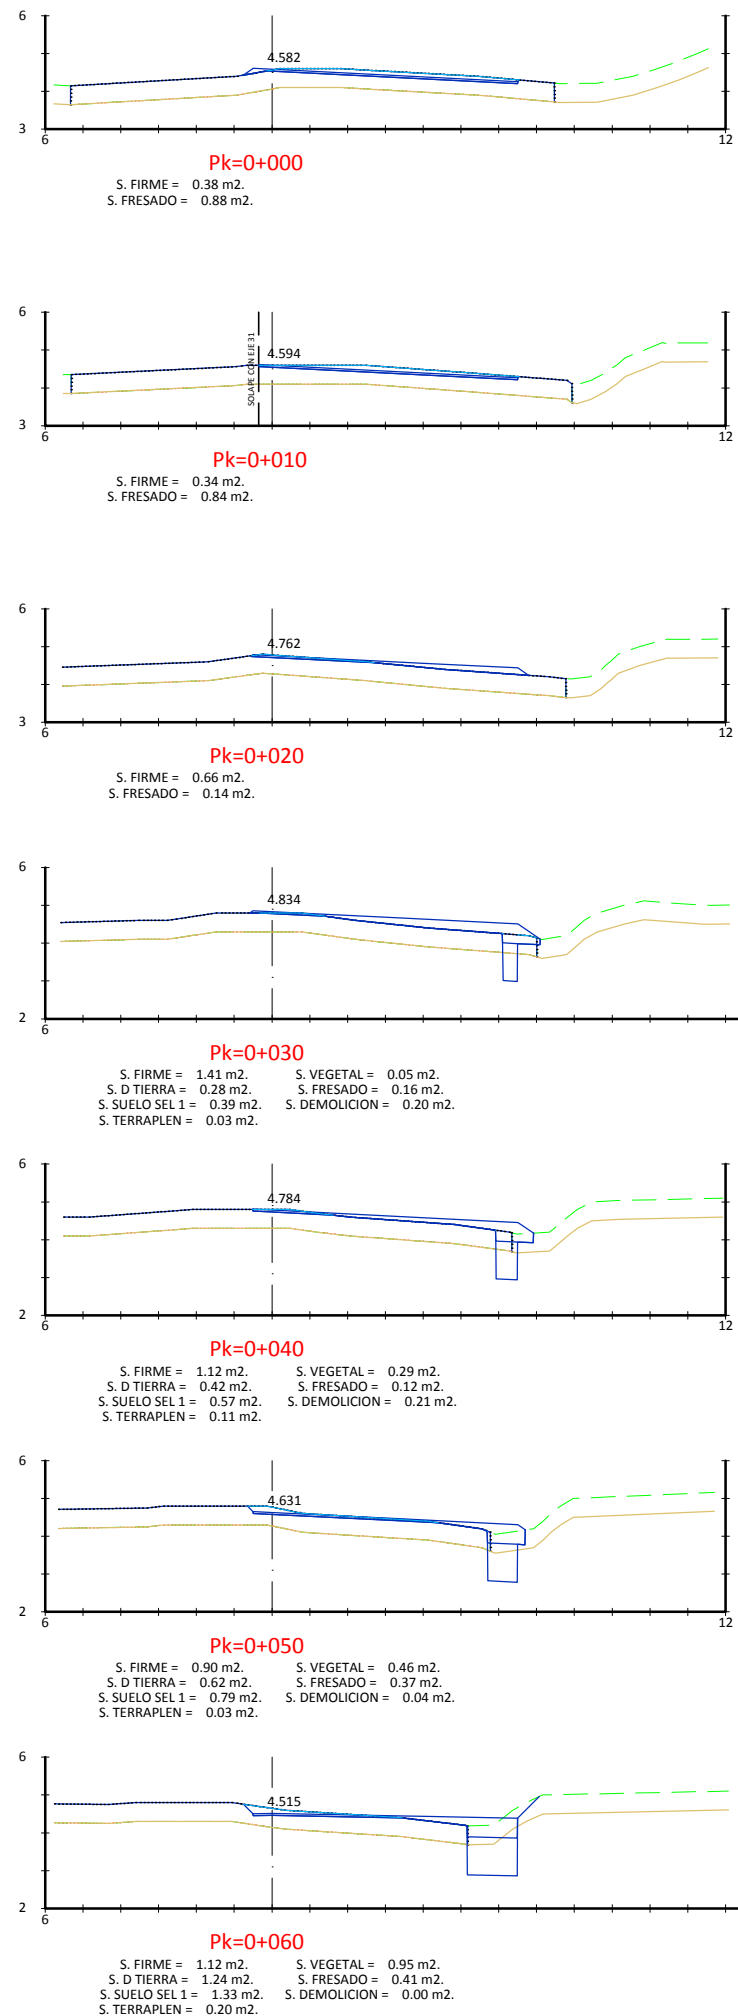 6
4.582
3
6
12
Pk=0+000
S. FIRME = 0.38 m2.
S. FRESADO = 0.88 m2.
6
SOLAPE CON EJE 31
4.594
3
6
12
Pk=0+010
S. FIRME = 0.34 m2.
S. FRESADO = 0.84 m2.
6
4.762
3
6
12
Pk=0+020
S. FIRME = 0.66 m2.
S. FRESADO = 0.14 m2.
6
4.834
2
6
12
Pk=0+030
S. FIRME = 1.41 m2. S. VEGETAL = 0.05 m2.
S. D TIERRA = 0.28 m2. S. FRESADO = 0.16 m2.
S. SUELO SEL 1 = 0.39 m2. S. DEMOLICION = 0.20 m2.
S. TERRAPLEN = 0.03 m2.
6
4.784
2
6
12
Pk=0+040
S. FIRME = 1.12 m2. S. VEGETAL = 0.29 m2.
S. D TIERRA = 0.42 m2. S. FRESADO = 0.12 m2.
S. SUELO SEL 1 = 0.57 m2. S. DEMOLICION = 0.21 m2.
S. TERRAPLEN = 0.11 m2.
6
4.631
2
6
12
Pk=0+050
S. FIRME = 0.90 m2. S. VEGETAL = 0.46 m2.
S. D TIERRA = 0.62 m2. S. FRESADO = 0.37 m2.
S. SUELO SEL 1 = 0.79 m2. S. DEMOLICION = 0.04 m2.
S. TERRAPLEN = 0.03 m2.
6
4.515
2
6
12
Pk=0+060
S. FIRME = 1.12 m2. S. VEGETAL = 0.95 m2.
S. D TIERRA = 1.24 m2. S. FRESADO = 0.41 m2.
S. SUELO SEL 1 = 1.33 m2. S. DEMOLICION = 0.00 m2.
S. TERRAPLEN = 0.20 m2.